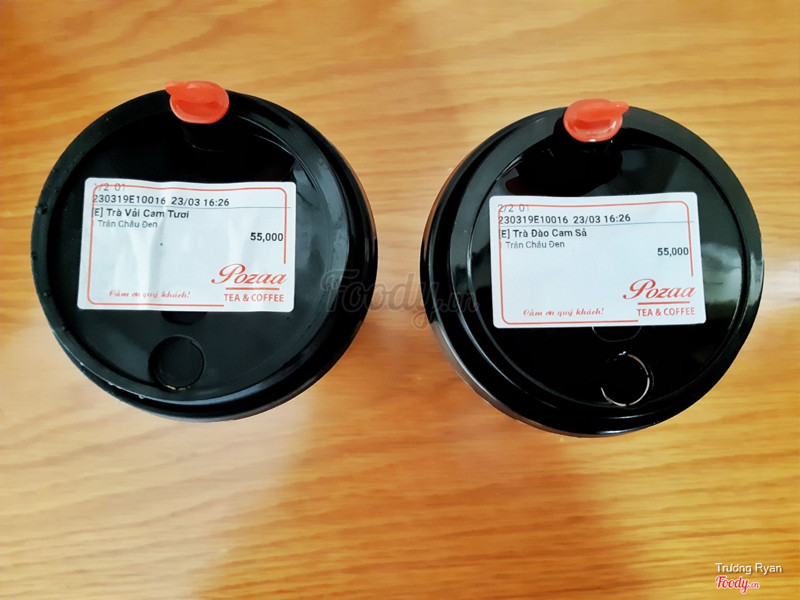 2/2 01
230319E10016 23/03 16:26
[E] Trà Vải Cam Tươi
Trân Châu Đen
55,000
Pozaa
Cảm ơn quý khách!
TEA & COFFEE
2/2 01
230319E10016 23/03 16:26
[E] Trà Đào Cam Sả
Trân Châu Đen
55,000
Pozaa
Cảm ơn quý khách!
TEA & COFFEE
Foody.vn
Trương Ryan
Foody.vn